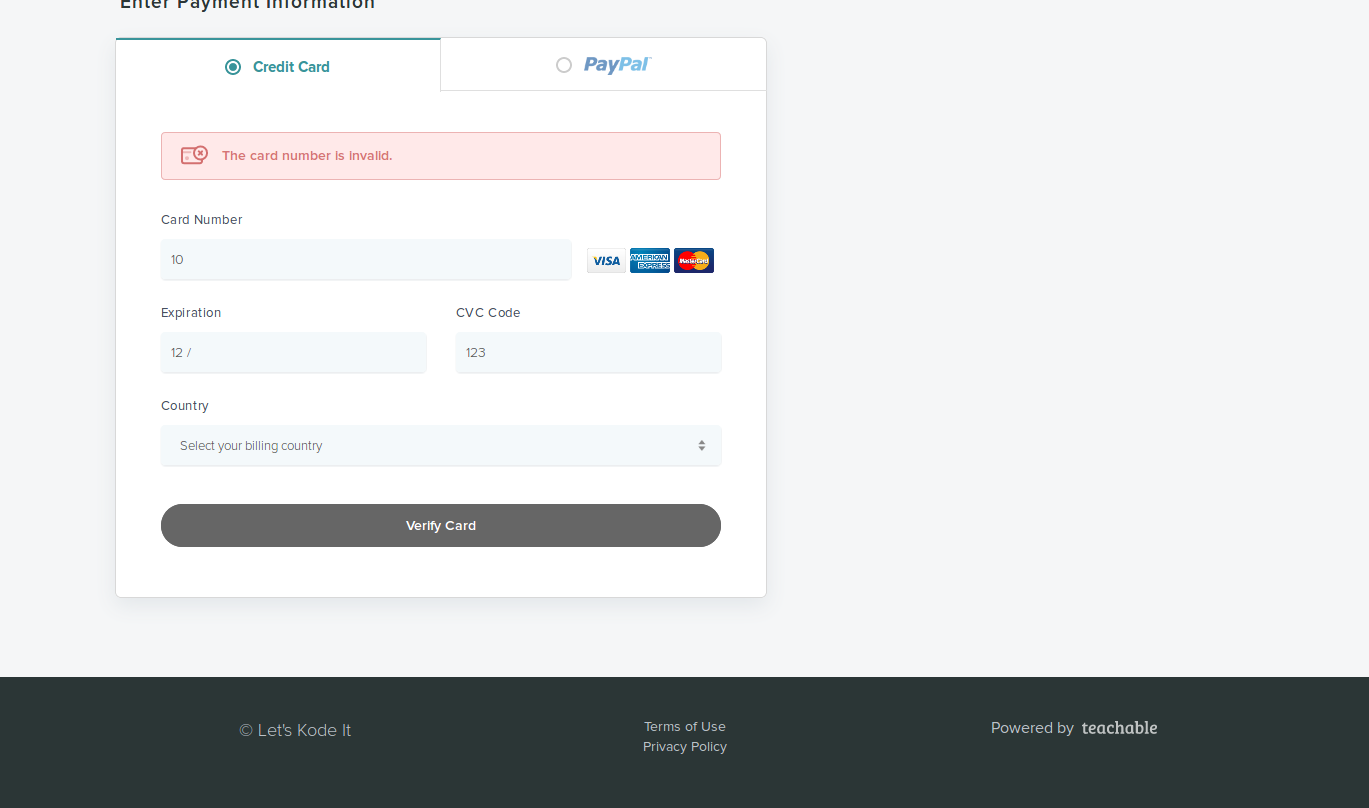 Enter Payment Information
Credit Card
PayPal
The card number is invalid.
Card Number
10
VISA
AMERICAN EXPRESS
MasterCard
Expiration
CVC Code
12 /
123
Country
Select your billing country
Verify Card
© Let's Kode It
Terms of Use
Privacy Policy
Powered by teachable